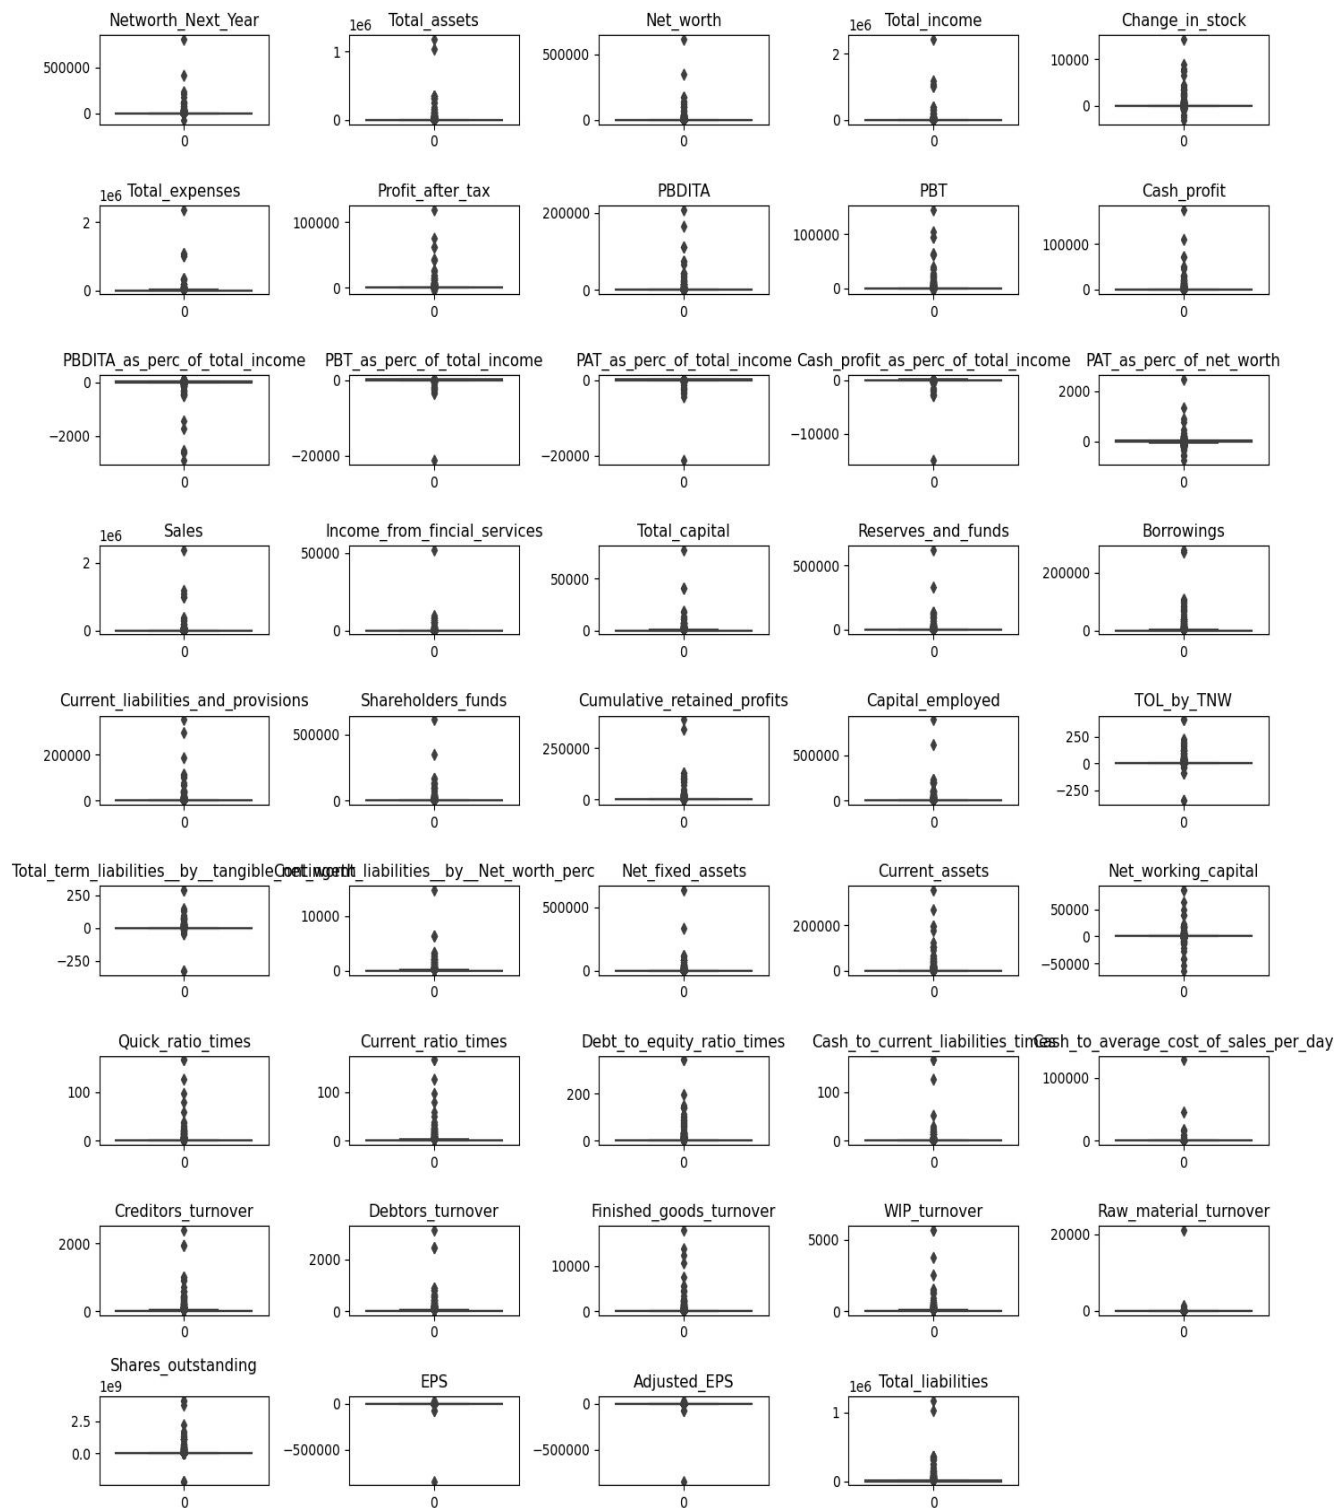 Networth_Next_Year
500000
0
0
Total_assets
1e6
1
0
0
Net_worth
500000
0
0
Total_income
1e6
2
0
0
Change_in_stock
10000
0
0
Total_expenses
1e6
2
0
0
Profit_after_tax
100000
0
0
PBDITA
200000
0
0
PBT
100000
0
0
Cash_profit
100000
0
0
PBDITA_as_perc_of_total_income
0
−2000
0
PBT_as_perc_of_total_income
0
−20000
0
PAT_as_perc_of_total_income
0
−20000
0
Cash_profit_as_perc_of_total_income
0
−10000
0
PAT_as_perc_of_net_worth
2000
0
0
Sales
1e6
2
0
0
Income_from_fincial_services
50000
0
0
Total_capital
50000
0
0
Reserves_and_funds
500000
0
0
Borrowings
200000
0
0
Current_liabilities_and_provisions
200000
0
0
Shareholders_funds
500000
0
0
Cumulative_retained_profits
250000
0
0
Capital_employed
500000
0
0
TOL_by_TNW
250
0
−250
0
Total_term_liabilities__by__tangible_net_worth
250
0
−250
0
Contingent_liabilities__by__Net_worth_perc
10000
0
0
Net_fixed_assets
500000
0
0
Current_assets
200000
0
0
Net_working_capital
50000
0
−50000
0
Quick_ratio_times
100
0
0
Current_ratio_times
100
0
0
Debt_to_equity_ratio_times
200
0
0
Cash_to_current_liabilities_times
100
0
0
Cash_to_average_cost_of_sales_per_day
100000
0
0
Creditors_turnover
2000
0
0
Debtors_turnover
2000
0
0
Finished_goods_turnover
10000
0
0
WIP_turnover
5000
0
0
Raw_material_turnover
20000
0
0
Shares_outstanding
1e9
2.5
0.0
0
EPS
0
−500000
0
Adjusted_EPS
0
−500000
0
Total_liabilities
1e6
1
0
0